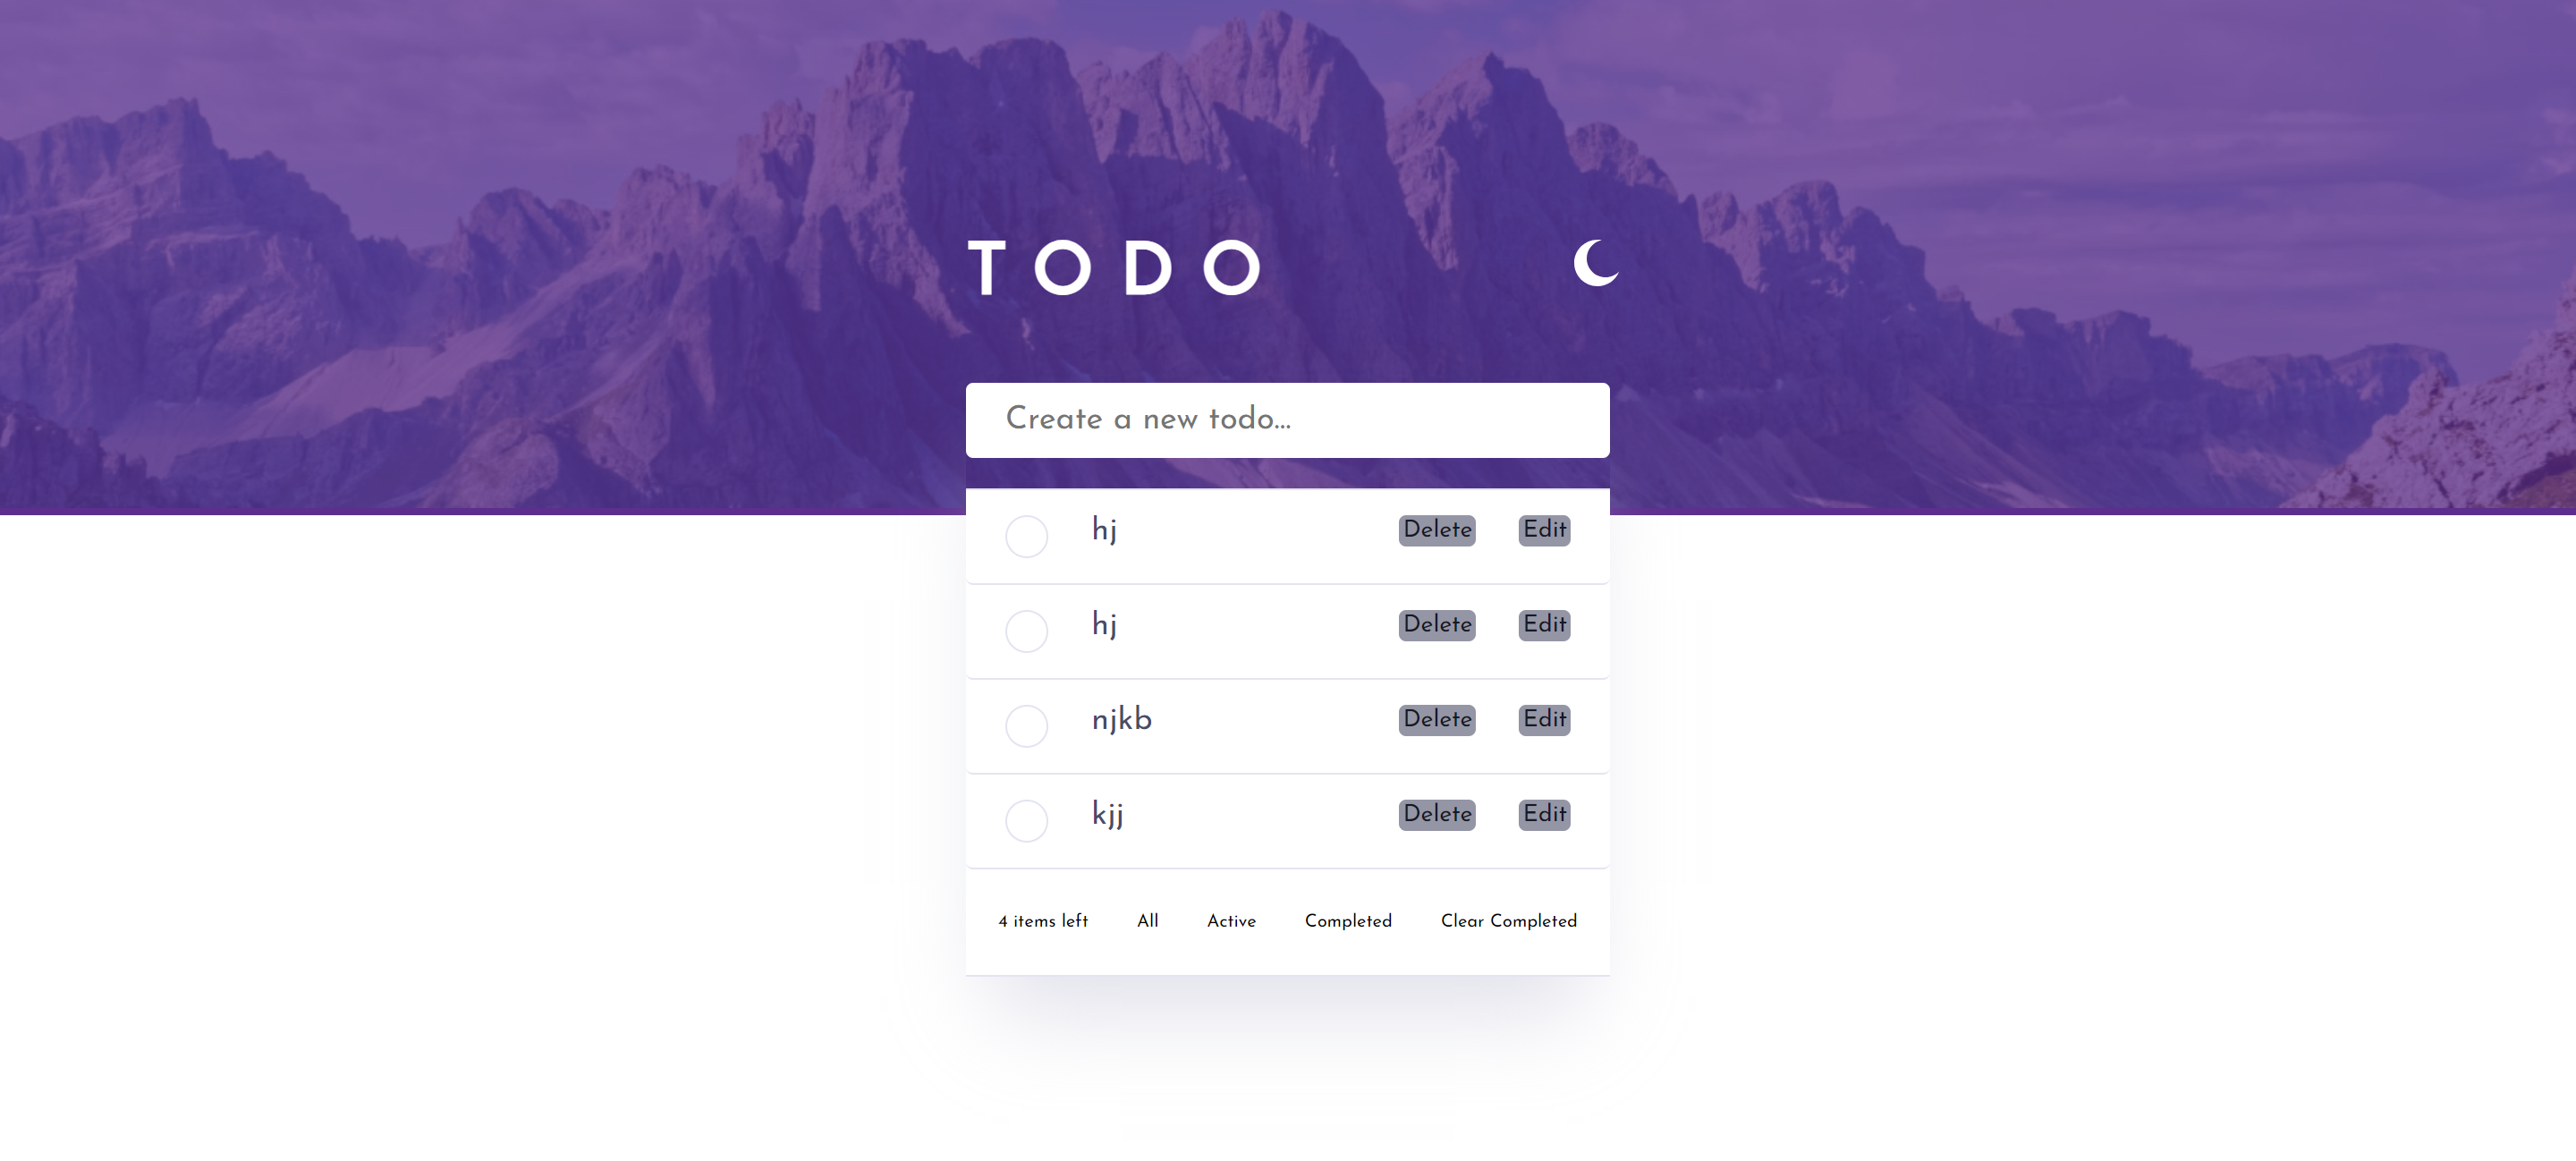 TODO
Create a new todo...
hj Delete Edit
hj Delete Edit
njkb Delete Edit
kjj Delete Edit
4 items left All Active Completed Clear Completed